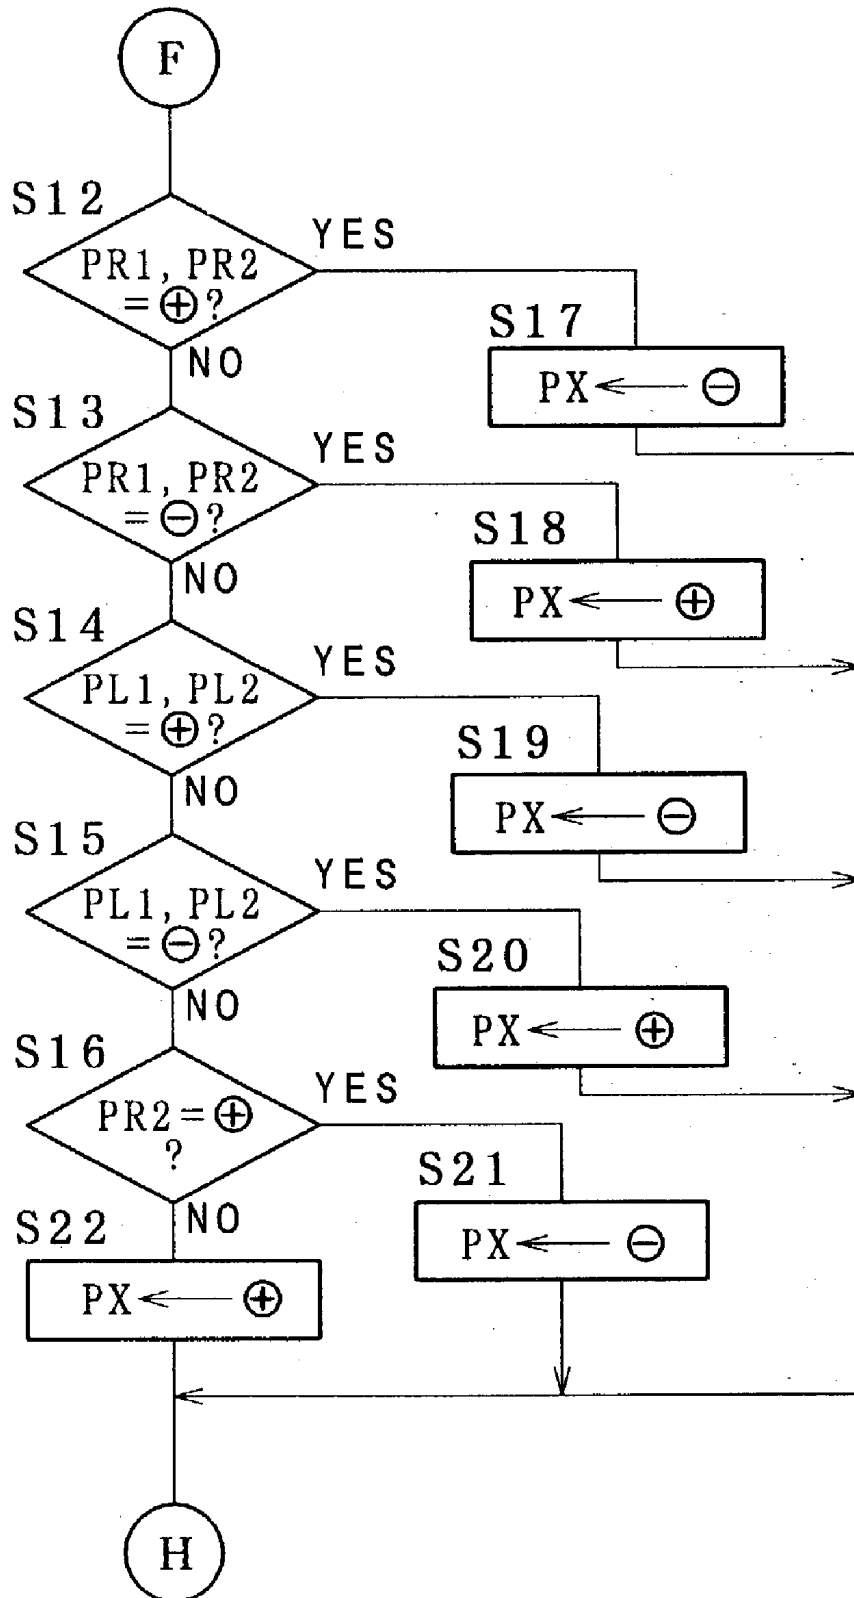 F
S12
YES
PR1, PR2
= ⊕ ?
NO
S17
PX ← ⊖
S13
YES
PR1, PR2
= ⊖ ?
NO
S18
PX ← ⊕
S14
YES
PL1, PL2
= ⊕ ?
NO
S19
PX ← ⊖
S15
YES
PL1, PL2
= ⊖ ?
NO
S20
PX ← ⊕
S16
YES
PR2 = ⊕
?
NO
S21
PX ← ⊖
S22
PX ← ⊕
H